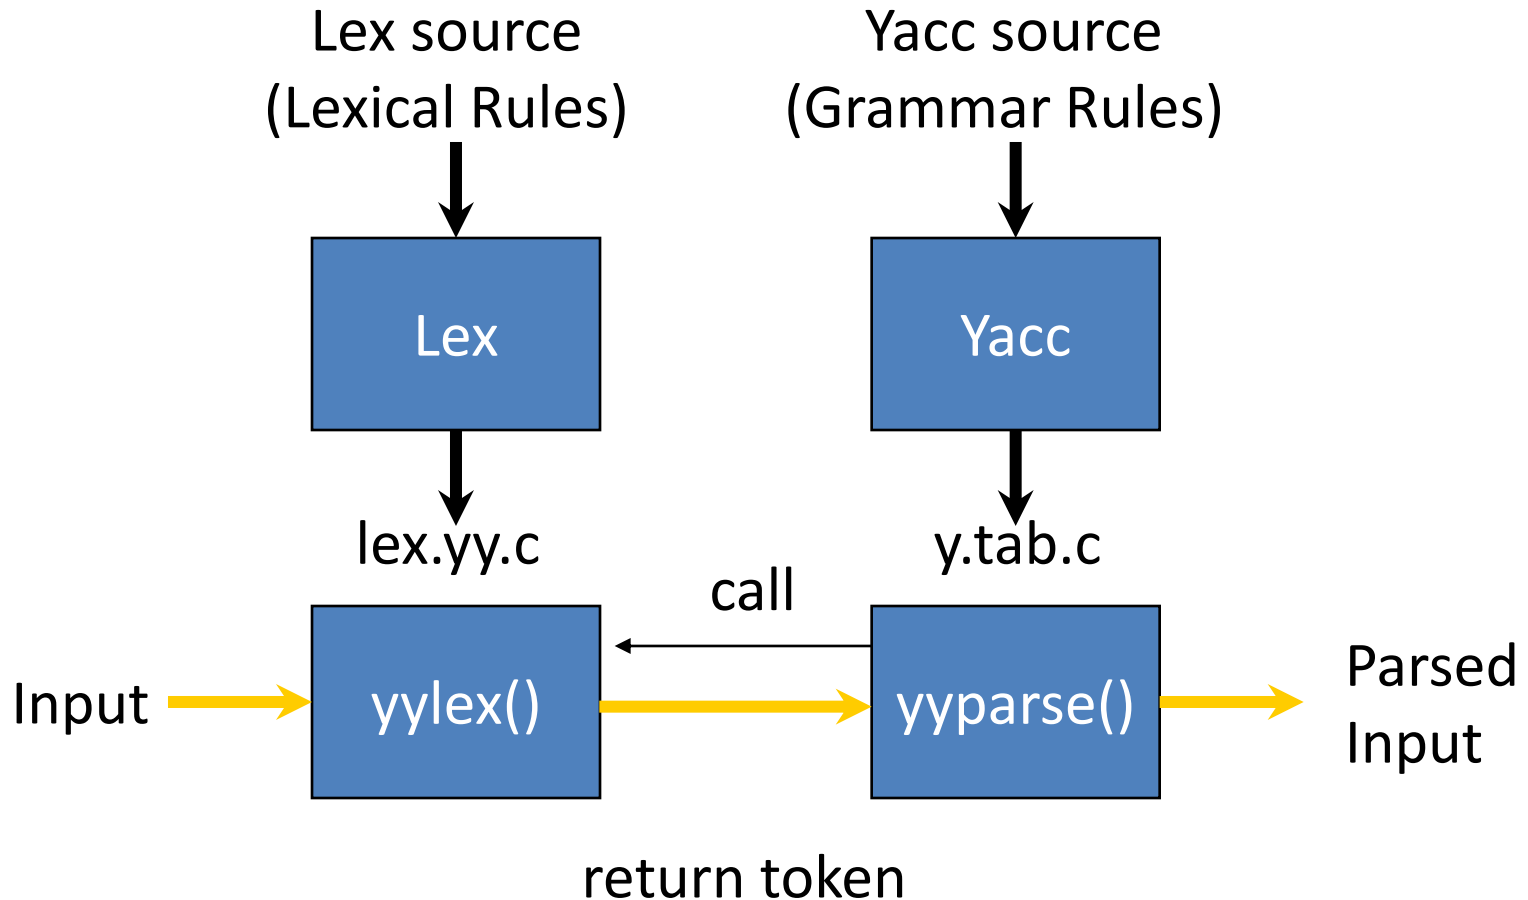 Lex source
(Lexical Rules)
Yacc source
(Grammar Rules)
Lex
Yacc
lex.yy.c
y.tab.c
call
Input
yylex()
yyparse()
Parsed
Input
return token